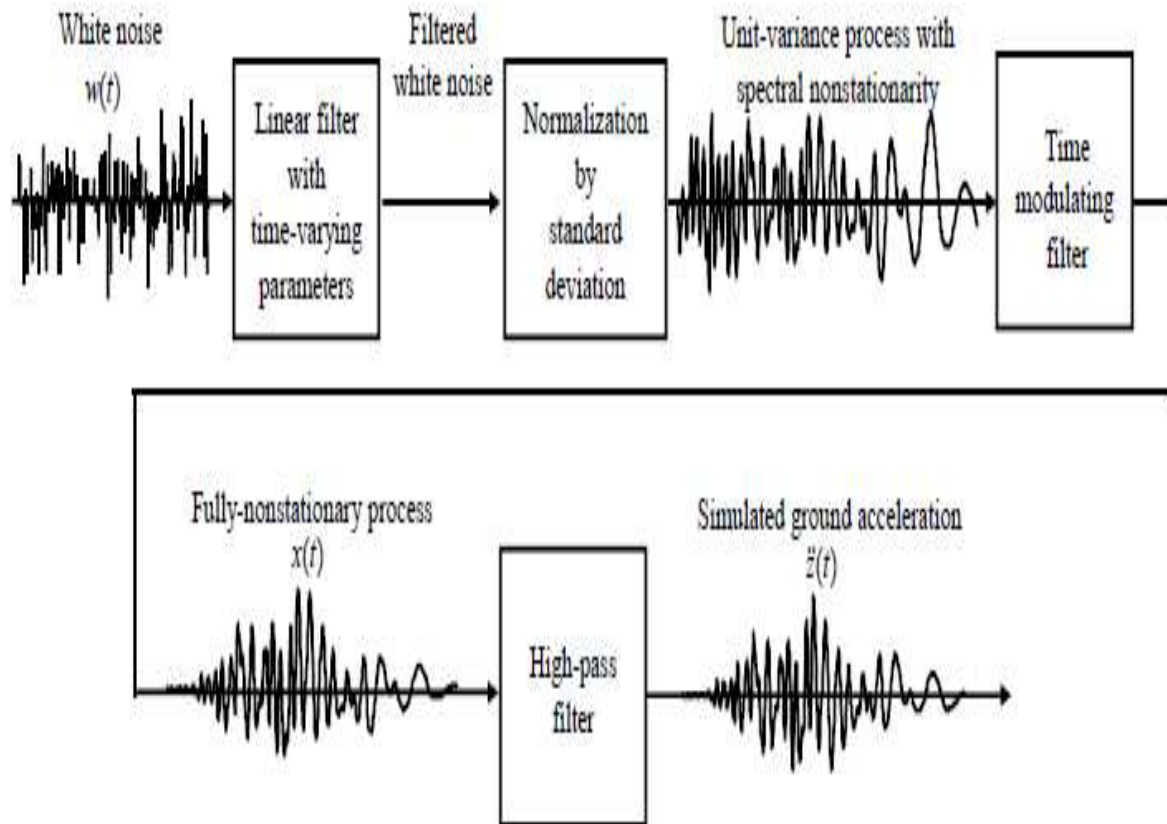 White noise
w(t)
Linear filter
with
time-varying
parameters
Filtered
white noise
Normalization
by
standard
deviation
Unit-variance process with
spectral nonstationarity
Time
modulating
filter
Fully-nonstationary process
x(t)
High-pass
filter
Simulated ground acceleration
z̈(t)